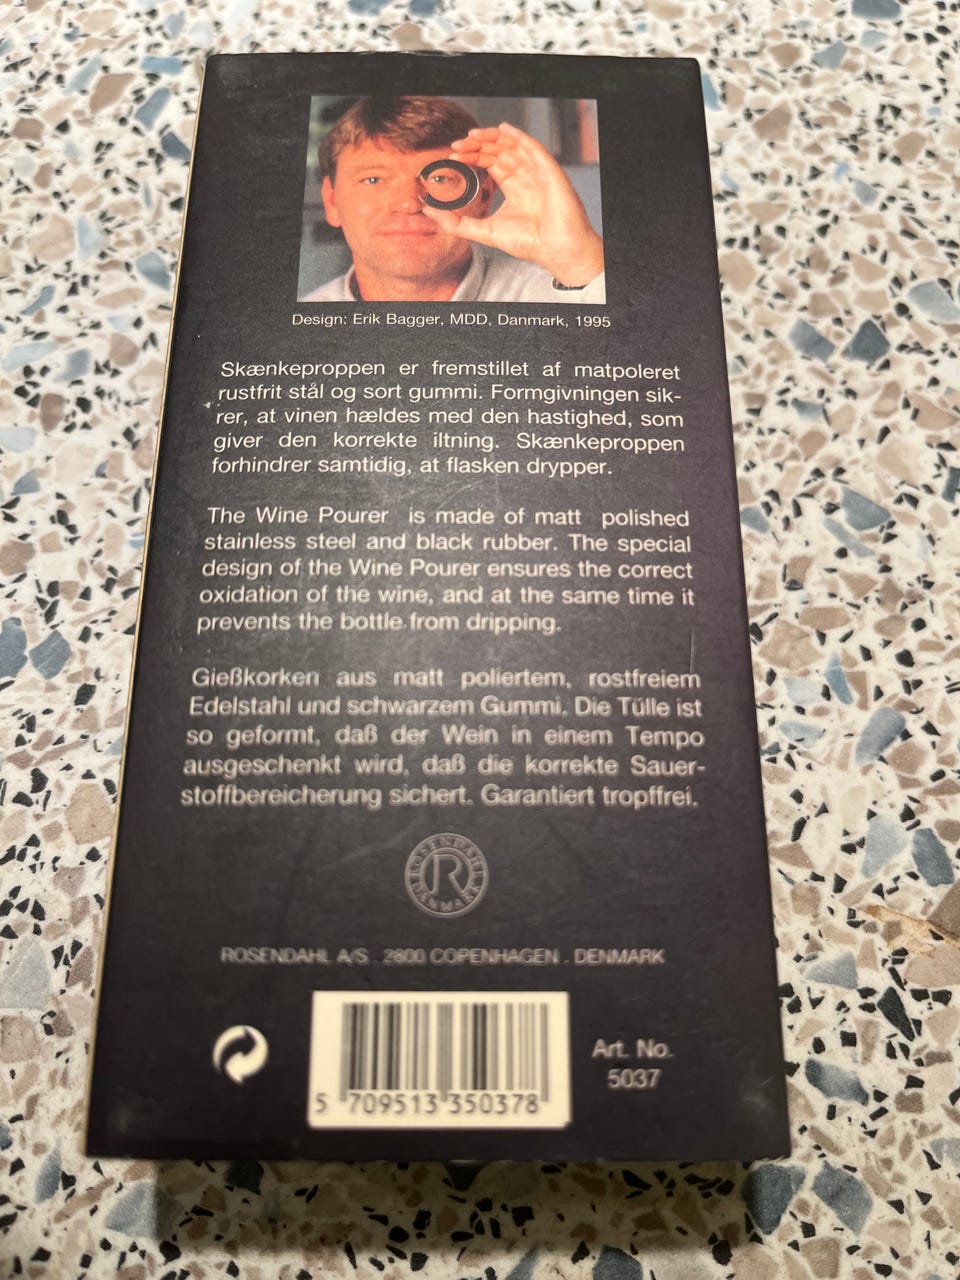 Design: Erik Bagger, MDD, Danmark, 1995
Skænkeproppen er fremstillet af matpoleret
rustfrit stål og sort gummi. Formgivningen sik-
rer, at vinen hældes med den hastighed, som
giver den korrekte iltning. Skænkeproppen
forhindrer samtidig, at flasken drypper.
The Wine Pourer is made of matt polished
stainless steel and black rubber. The special
design of the Wine Pourer ensures the correct
oxidation of the wine, and at the same time it
prevents the bottle from dripping.
Gießkorken aus matt poliertem, rostfreiem
Edelstahl und schwarzem Gummi. Die Tülle ist
so geformt, daß der Wein in einem Tempo
ausgeschenkt wird, daß die korrekte Sauer-
stoffbereicherung sichert. Garantiert tropffrei.
ROSENDAHL
R
DENMARK
ROSENDAHL A/S . 2800 COPENHAGEN . DENMARK
Art. No.
5037
5 709513 350378